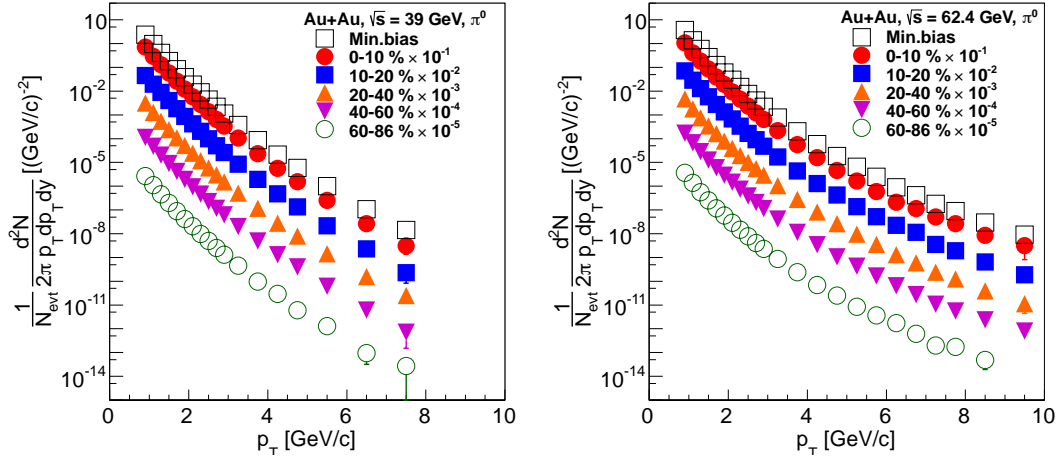 Au+Au, √s = 39 GeV, π⁰
Min.bias
0-10 % × 10⁻¹
10-20 % × 10⁻²
20-40 % × 10⁻³
40-60 % × 10⁻⁴
60-86 % × 10⁻⁵
10
10⁻²
10⁻⁵
10⁻⁸
10⁻¹¹
10⁻¹⁴
1/N_evt d²N/2π p_T dp_T dy [(GeV/c)⁻²]
0 2 4 6 8 10
p_T [GeV/c]
Au+Au, √s = 62.4 GeV, π⁰
Min.bias
0-10 % × 10⁻¹
10-20 % × 10⁻²
20-40 % × 10⁻³
40-60 % × 10⁻⁴
60-86 % × 10⁻⁵
10
10⁻²
10⁻⁵
10⁻⁸
10⁻¹¹
10⁻¹⁴
1/N_evt d²N/2π p_T dp_T dy [(GeV/c)⁻²]
0 2 4 6 8 10
p_T [GeV/c]